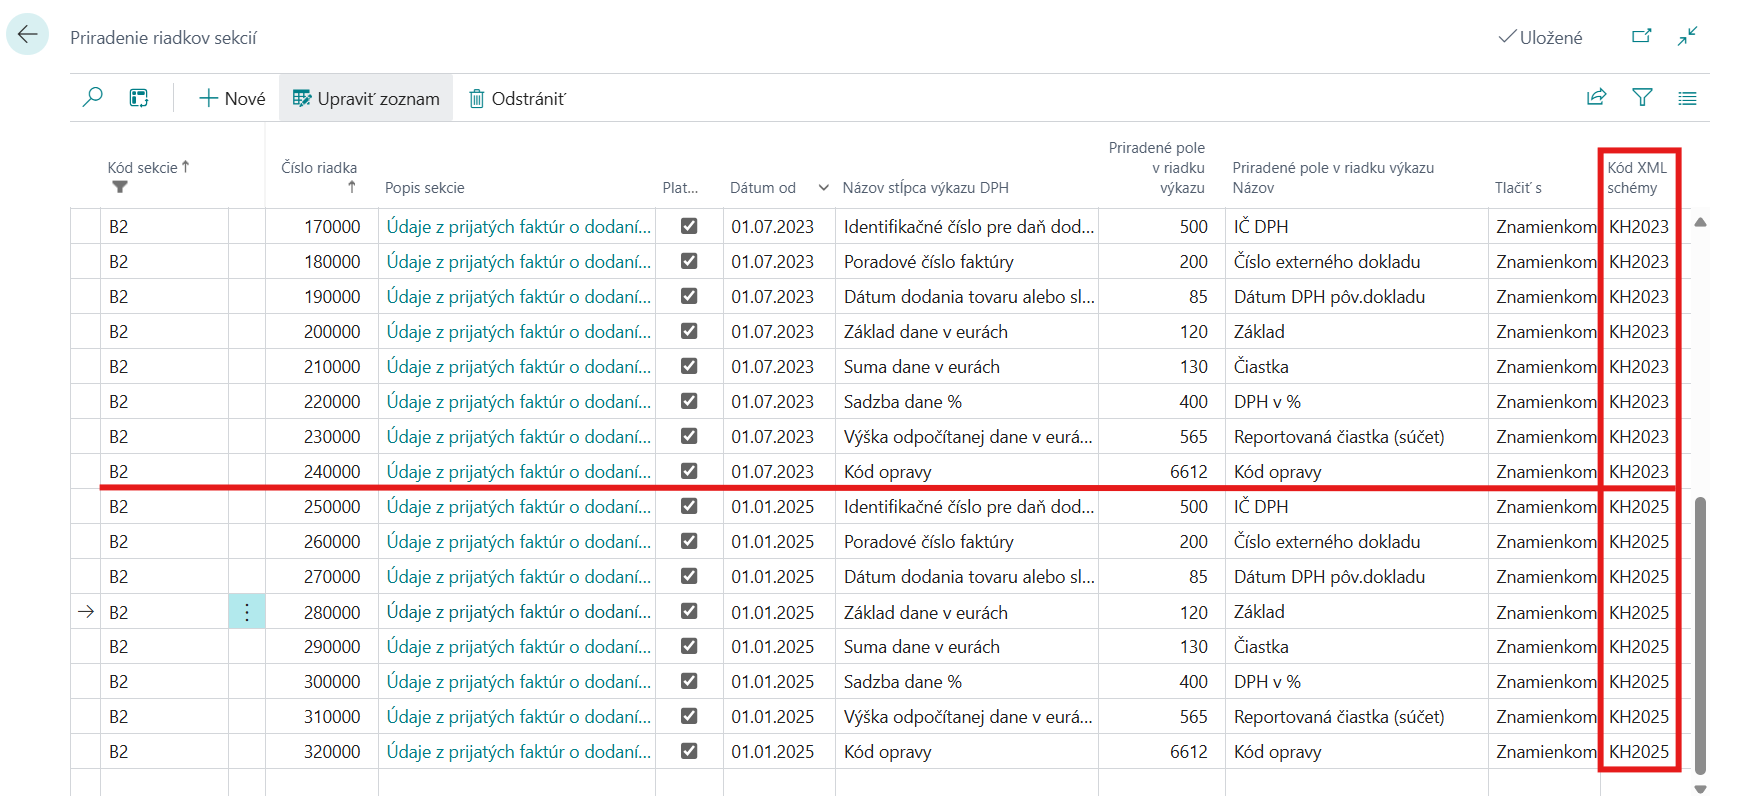 Priradenie riadkov sekcií
Uložené
Nové
Upraviť zoznam
Odstrániť
Kód sekcie ↑
Číslo riadka ↑
Popis sekcie
Plat...
Dátum od
Názov stĺpca výkazu DPH
Priradené pole v riadku výkazu
Priradené pole v riadku výkazu Názov
Tlačiť s
Kód XML schémy
B2 170000 Údaje z prijatých faktúr o dodaní... 01.07.2023 Identifikačné číslo pre daň dod... 500 IČ DPH Znamienkom KH2023
B2 180000 Údaje z prijatých faktúr o dodaní... 01.07.2023 Poradové číslo faktúry 200 Číslo externého dokladu Znamienkom KH2023
B2 190000 Údaje z prijatých faktúr o dodaní... 01.07.2023 Dátum dodania tovaru alebo sl... 85 Dátum DPH pôv.dokladu Znamienkom KH2023
B2 200000 Údaje z prijatých faktúr o dodaní... 01.07.2023 Základ dane v eurách 120 Základ Znamienkom KH2023
B2 210000 Údaje z prijatých faktúr o dodaní... 01.07.2023 Suma dane v eurách 130 Čiastka Znamienkom KH2023
B2 220000 Údaje z prijatých faktúr o dodaní... 01.07.2023 Sadzba dane % 400 DPH v % Znamienkom KH2023
B2 230000 Údaje z prijatých faktúr o dodaní... 01.07.2023 Výška odpočítanej dane v eurá... 565 Reportovaná čiastka (súčet) Znamienkom KH2023
B2 240000 Údaje z prijatých faktúr o dodaní... 01.07.2023 Kód opravy 6612 Kód opravy Znamienkom KH2023
B2 250000 Údaje z prijatých faktúr o dodaní... 01.01.2025 Identifikačné číslo pre daň dod... 500 IČ DPH Znamienkom KH2025
B2 260000 Údaje z prijatých faktúr o dodaní... 01.01.2025 Poradové číslo faktúry 200 Číslo externého dokladu Znamienkom KH2025
B2 270000 Údaje z prijatých faktúr o dodaní... 01.01.2025 Dátum dodania tovaru alebo sl... 85 Dátum DPH pôv.dokladu Znamienkom KH2025
B2 280000 Údaje z prijatých faktúr o dodaní... 01.01.2025 Základ dane v eurách 120 Základ Znamienkom KH2025
B2 290000 Údaje z prijatých faktúr o dodaní... 01.01.2025 Suma dane v eurách 130 Čiastka Znamienkom KH2025
B2 300000 Údaje z prijatých faktúr o dodaní... 01.01.2025 Sadzba dane % 400 DPH v % Znamienkom KH2025
B2 310000 Údaje z prijatých faktúr o dodaní... 01.01.2025 Výška odpočítanej dane v eurá... 565 Reportovaná čiastka (súčet) Znamienkom KH2025
B2 320000 Údaje z prijatých faktúr o dodaní... 01.01.2025 Kód opravy 6612 Kód opravy Znamienkom KH2025